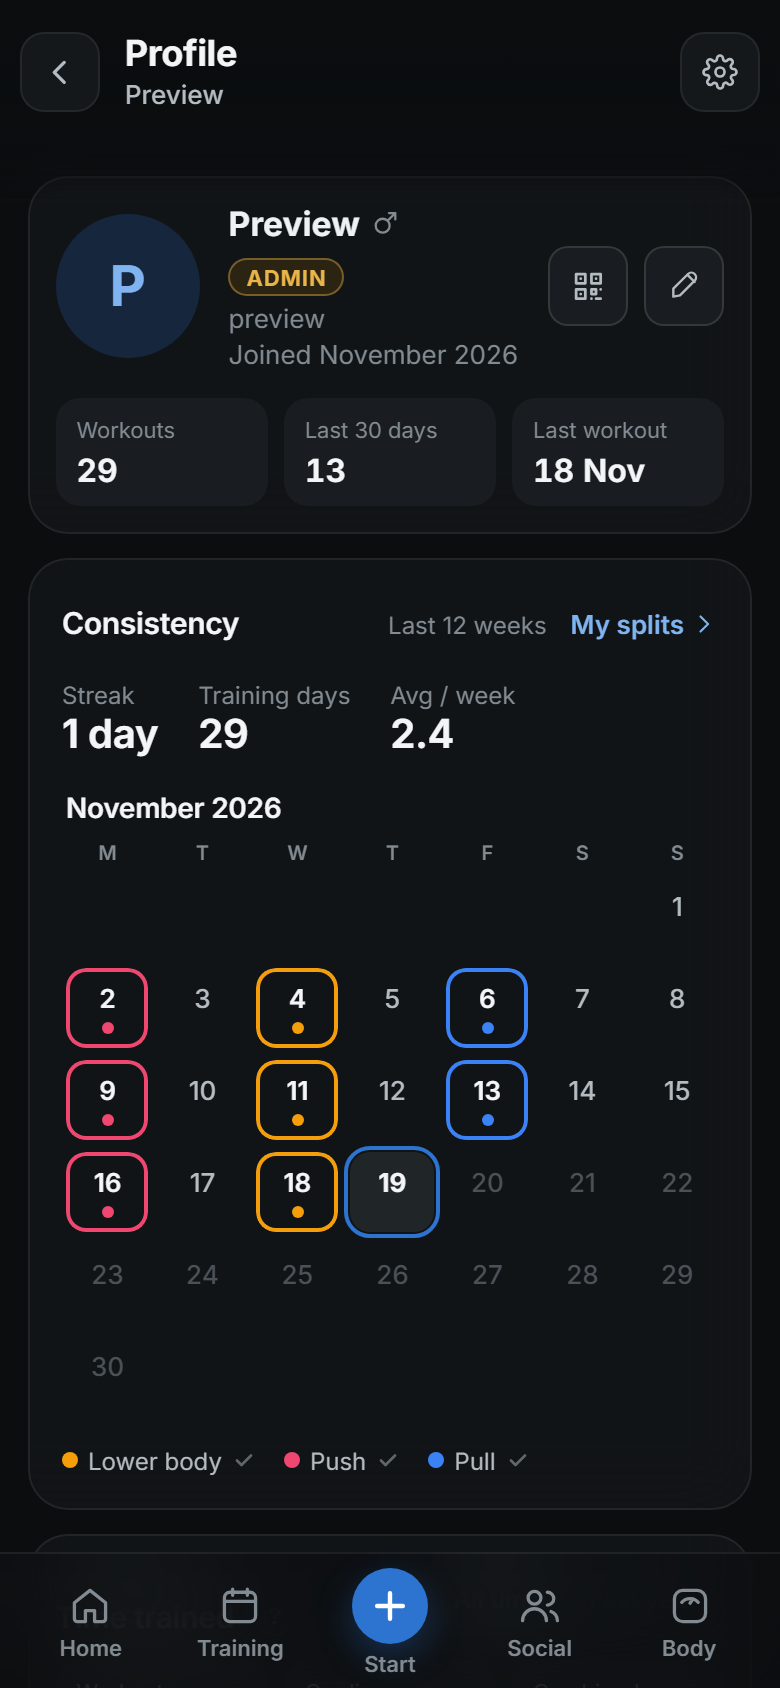 Profile
Preview
P
Preview
ADMIN
preview
Joined November 2026
Workouts
29
Last 30 days
13
Last workout
18 Nov
Consistency
Last 12 weeks
My splits
Streak
1 day
Training days
29
Avg / week
2.4
November 2026
M T W T F S S
1
2 3 4 5 6 7 8
9 10 11 12 13 14 15
16 17 18 19 20 21 22
23 24 25 26 27 28 29
30
Lower body Push Pull
Time trained
Home Training Start Social Body